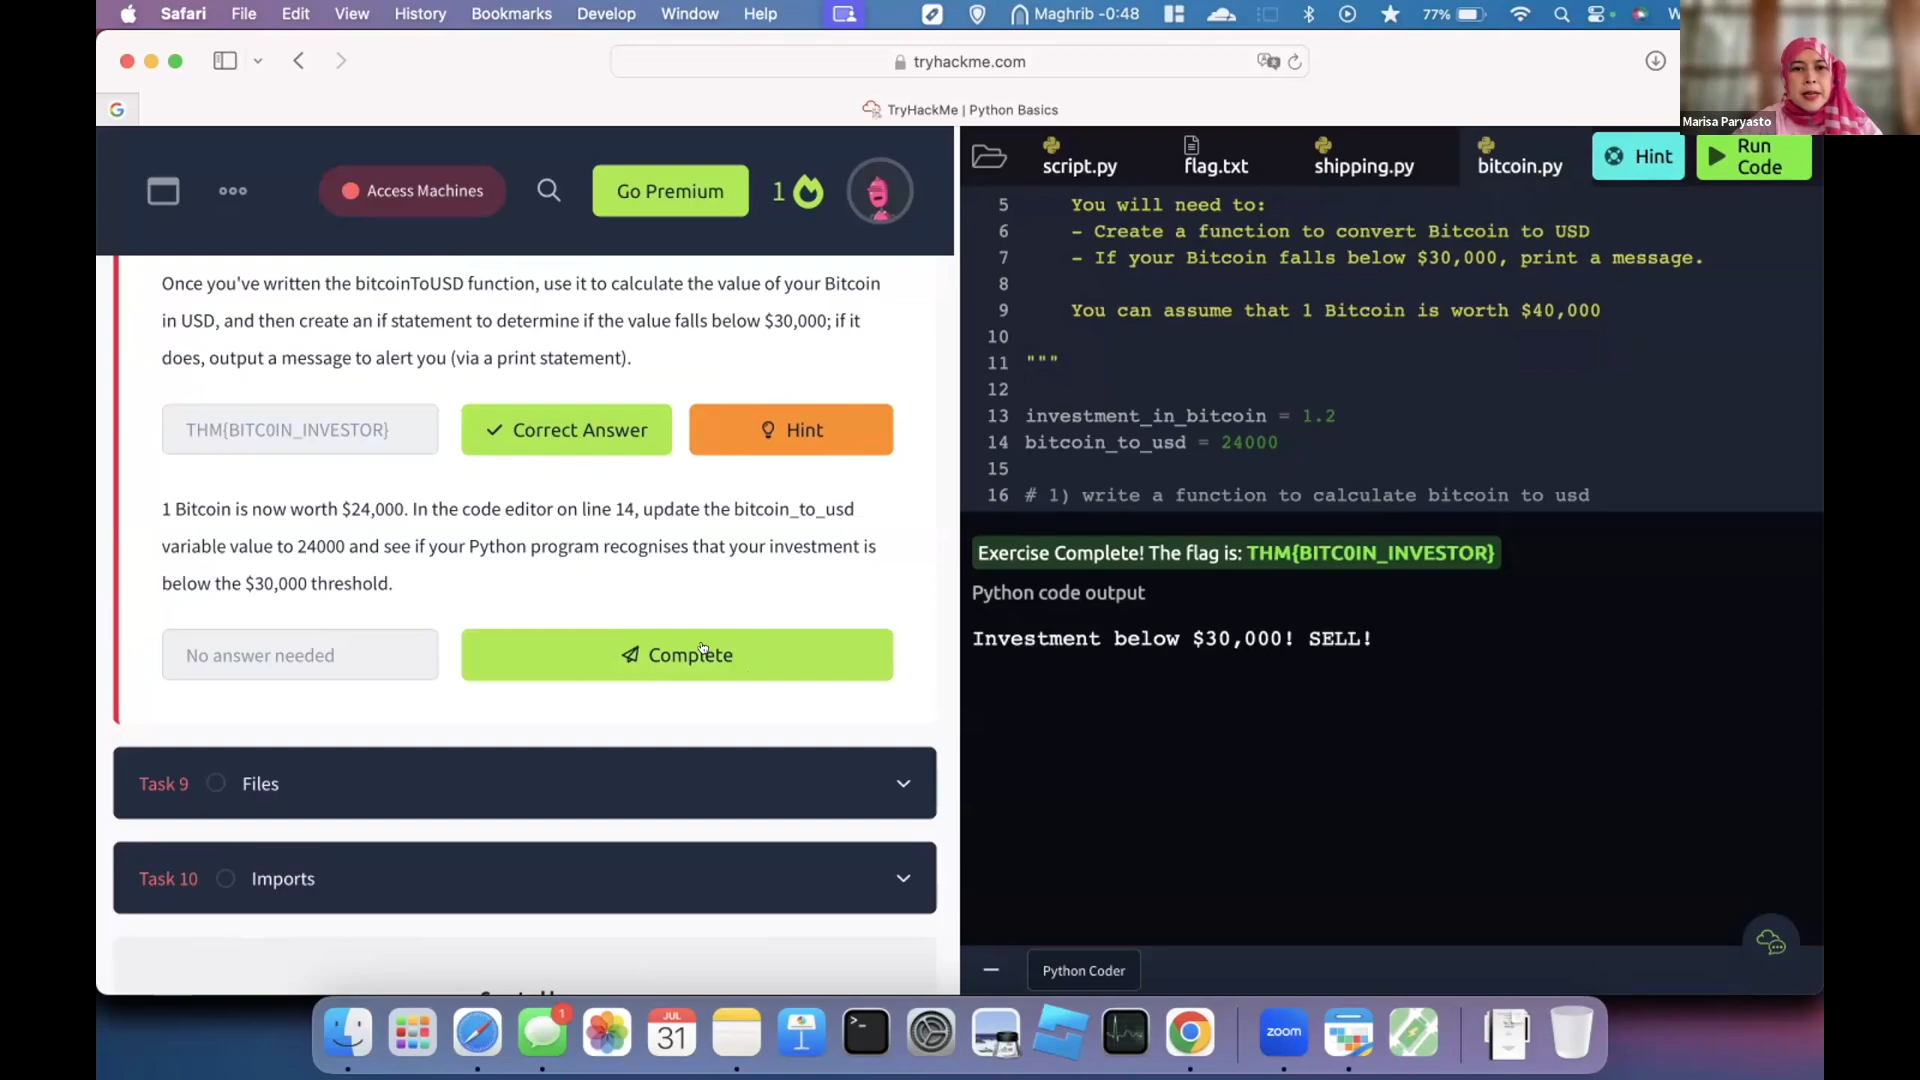 Safari File Edit View History Bookmarks Develop Window Help Maghrib -0:48 77% W
tryhackme.com
G TryHackMe | Python Basics
Marisa Paryasto
Access Machines Go Premium 1
script.py flag.txt shipping.py bitcoin.py Hint Run Code
Once you've written the bitcoinToUSD function, use it to calculate the value of your Bitcoin
in USD, and then create an if statement to determine if the value falls below $30,000; if it
does, output a message to alert you (via a print statement).
THM{BITC0IN_INVESTOR} Correct Answer Hint
1 Bitcoin is now worth $24,000. In the code editor on line 14, update the bitcoin_to_usd
variable value to 24000 and see if your Python program recognises that your investment is
below the $30,000 threshold.
No answer needed Complete
Task 9 Files
Task 10 Imports
5 You will need to:
6 - Create a function to convert Bitcoin to USD
7 - If your Bitcoin falls below $30,000, print a message.
8
9 You can assume that 1 Bitcoin is worth $40,000
10
11 """
12
13 investment_in_bitcoin = 1.2
14 bitcoin_to_usd = 24000
15
16 # 1) write a function to calculate bitcoin to usd
Exercise Complete! The flag is: THM{BITC0IN_INVESTOR}
Python code output
Investment below $30,000! SELL!
Python Coder
1
JUL
31
zoom